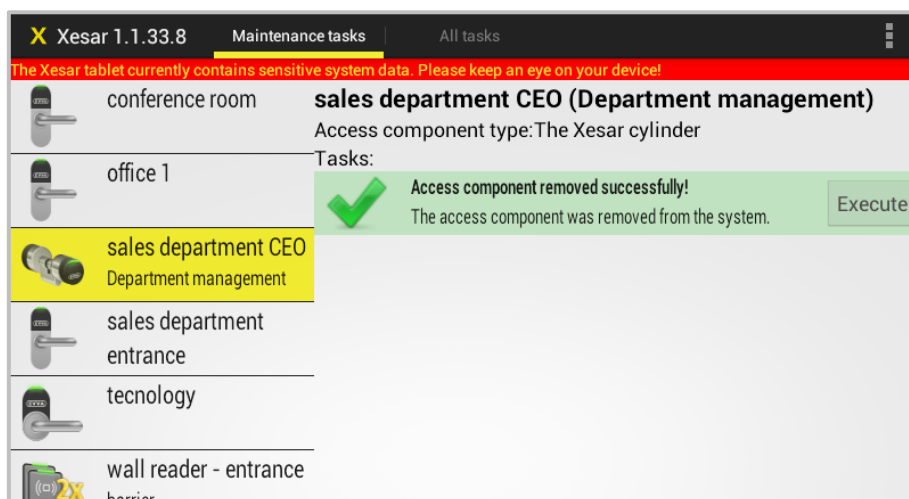 X Xesar 1.1.33.8 Maintenance tasks All tasks
The Xesar tablet currently contains sensitive system data. Please keep an eye on your device!
conference room
office 1
sales department CEO
Department management
sales department
entrance
tecnology
wall reader - entrance
barrier
2X
sales department CEO (Department management)
Access component type:The Xesar cylinder
Tasks:
Access component removed successfully!
The access component was removed from the system.
Execute